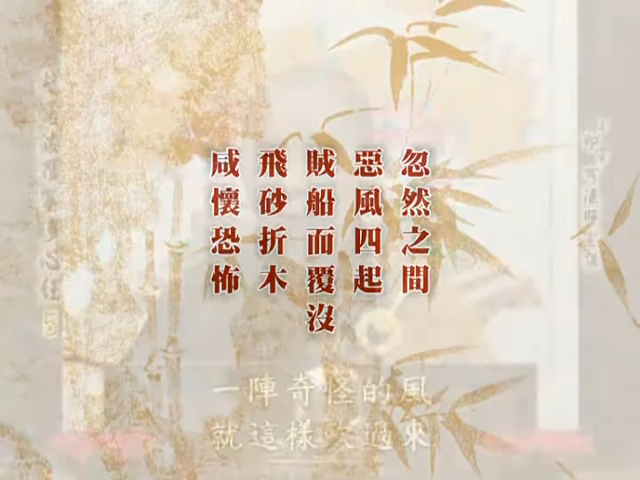 忽然之間
惡風四起
賊船而覆沒
飛砂折木
咸懷恐怖
一陣奇怪的風
就這樣吹過來